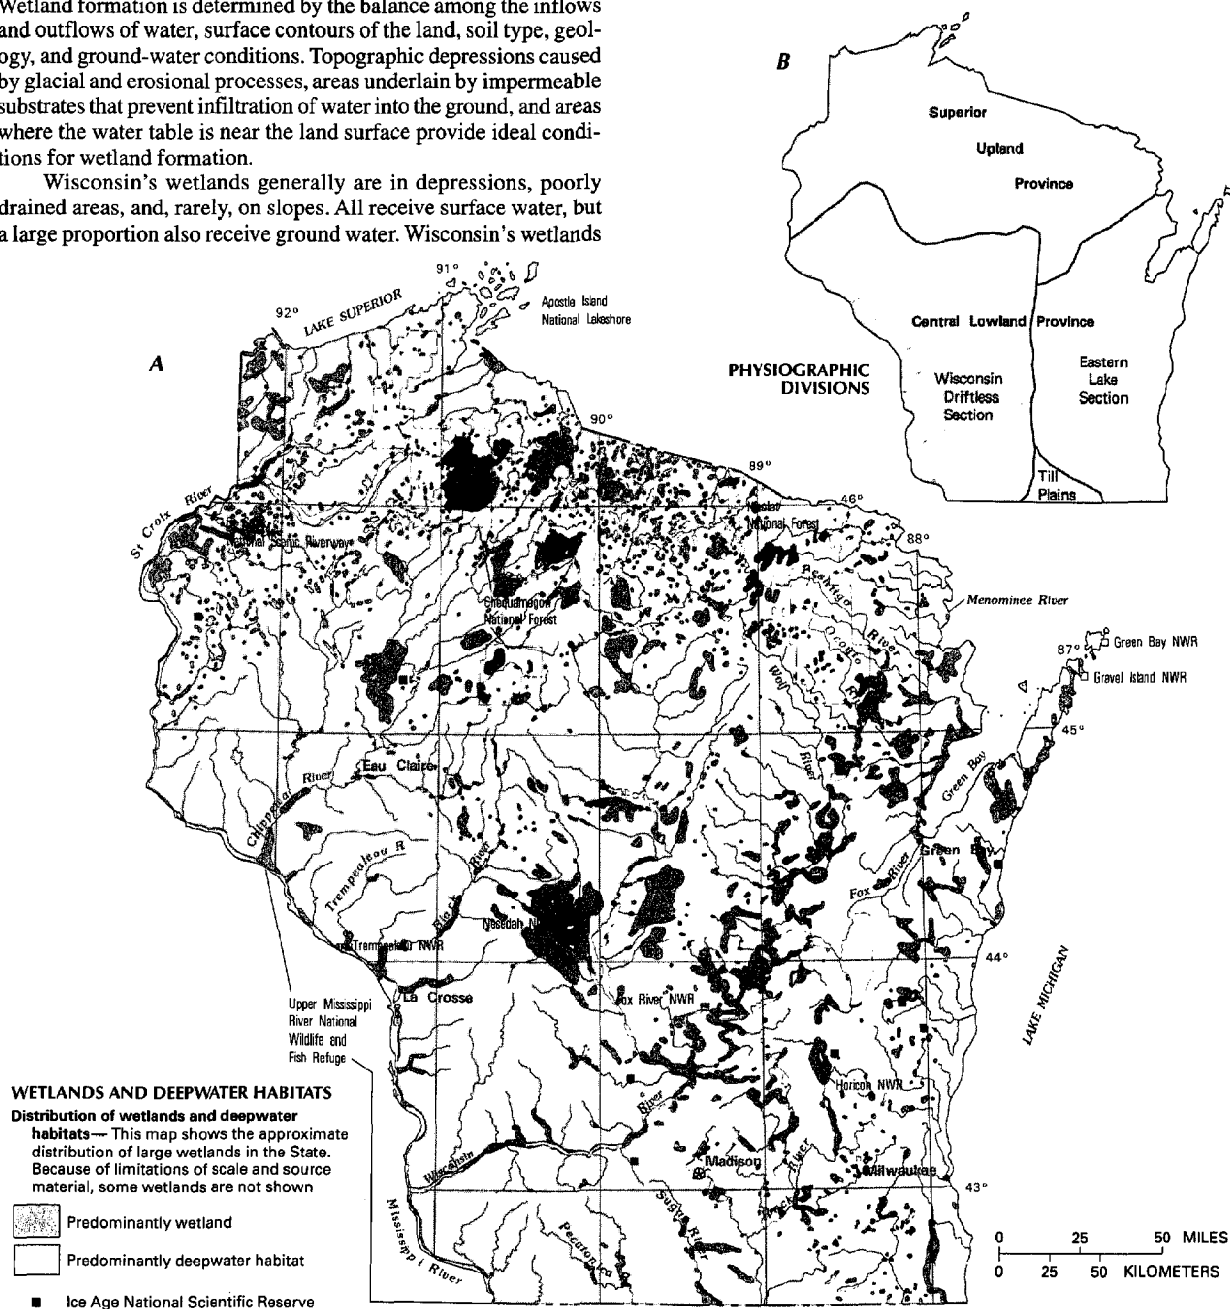 Wetland formation is determined by the balance among the inflows
and outflows of water, surface contours of the land, soil type, geol-
ogy, and ground-water conditions. Topographic depressions caused
by glacial and erosional processes, areas underlain by impermeable
substrates that prevent infiltration of water into the ground, and areas
where the water table is near the land surface provide ideal condi-
tions for wetland formation.
Wisconsin's wetlands generally are in depressions, poorly
drained areas, and, rarely, on slopes. All receive surface water, but
a large proportion also receive ground water. Wisconsin's wetlands
B
Superior
Upland
Province
Central Lowland Province
PHYSIOGRAPHIC
DIVISIONS
Wisconsin
Driftless
Section
Eastern
Lake
Section
Till
Plains
A
92°
LAKE SUPERIOR
91°
Apostle Island
National Lakeshore
90°
89°
46°
National Forest
88°
St Croix River
National Scenic Riverway
Chequamegon
National Forest
Peshtigo River
Oconto R
Wolf River
Menominee River
87°
Green Bay NWR
Gravel Island NWR
45°
Green Bay
Eau Claire
Chippewa River
Trempealeau R
Black River
Green Bay
Fox River
Necedah
Trempealeau NWR
44°
La Crosse
Fox River NWR
LAKE MICHIGAN
Upper Mississippi
River National
Wildlife and
Fish Refuge
Horicon NWR
Wisconsin River
Madison
Rock River
Milwaukee
43°
Mississippi River
Pecatonica
Sugar River
WETLANDS AND DEEPWATER HABITATS
Distribution of wetlands and deepwater
habitats— This map shows the approximate
distribution of large wetlands in the State.
Because of limitations of scale and source
material, some wetlands are not shown
Predominantly wetland
Predominantly deepwater habitat
Ice Age National Scientific Reserve
0 25 50 MILES
0 25 50 KILOMETERS